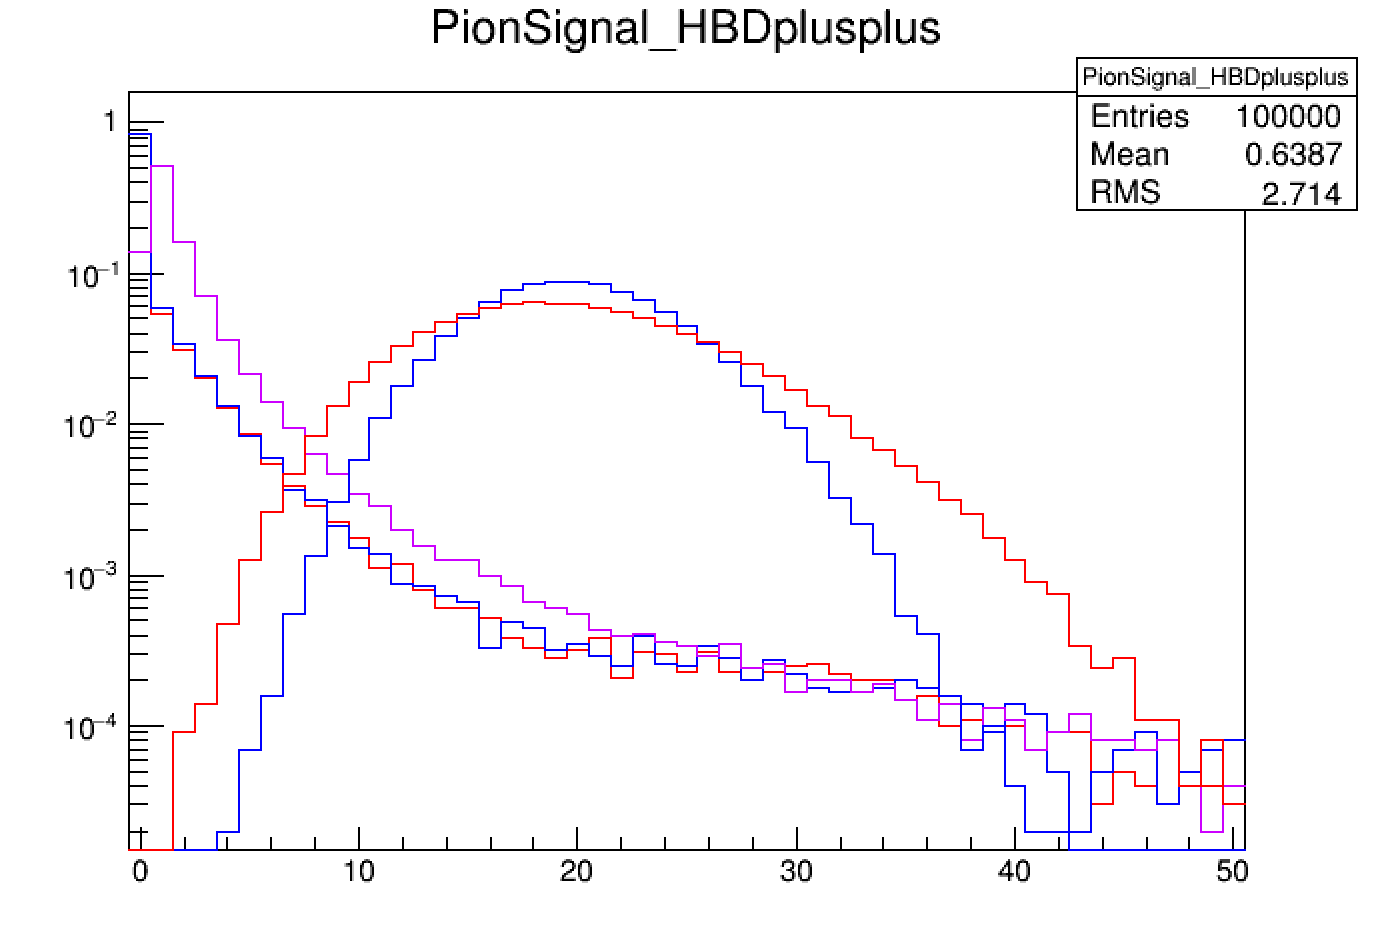 PionSignal_HBDplusplus
PionSignal_HBDplusplus
Entries 100000
Mean 0.6387
RMS 2.714
1
10⁻¹
10⁻²
10⁻³
10⁻⁴
0 10 20 30 40 50